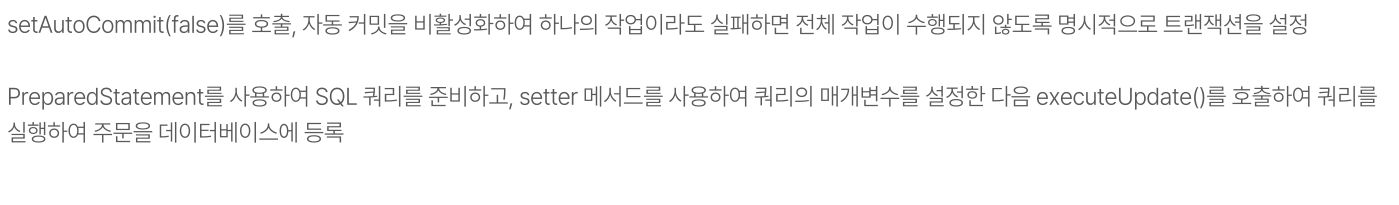 setAutoCommit(false)를 호출, 자동 커밋을 비활성화하여 하나의 작업이라도 실패하면 전체 작업이 수행되지 않도록 명시적으로 트랜잭션을 설정
PreparedStatement를 사용하여 SQL 쿼리를 준비하고, setter 메서드를 사용하여 쿼리의 매개변수를 설정한 다음 executeUpdate()를 호출하여 쿼리를
실행하여 주문을 데이터베이스에 등록